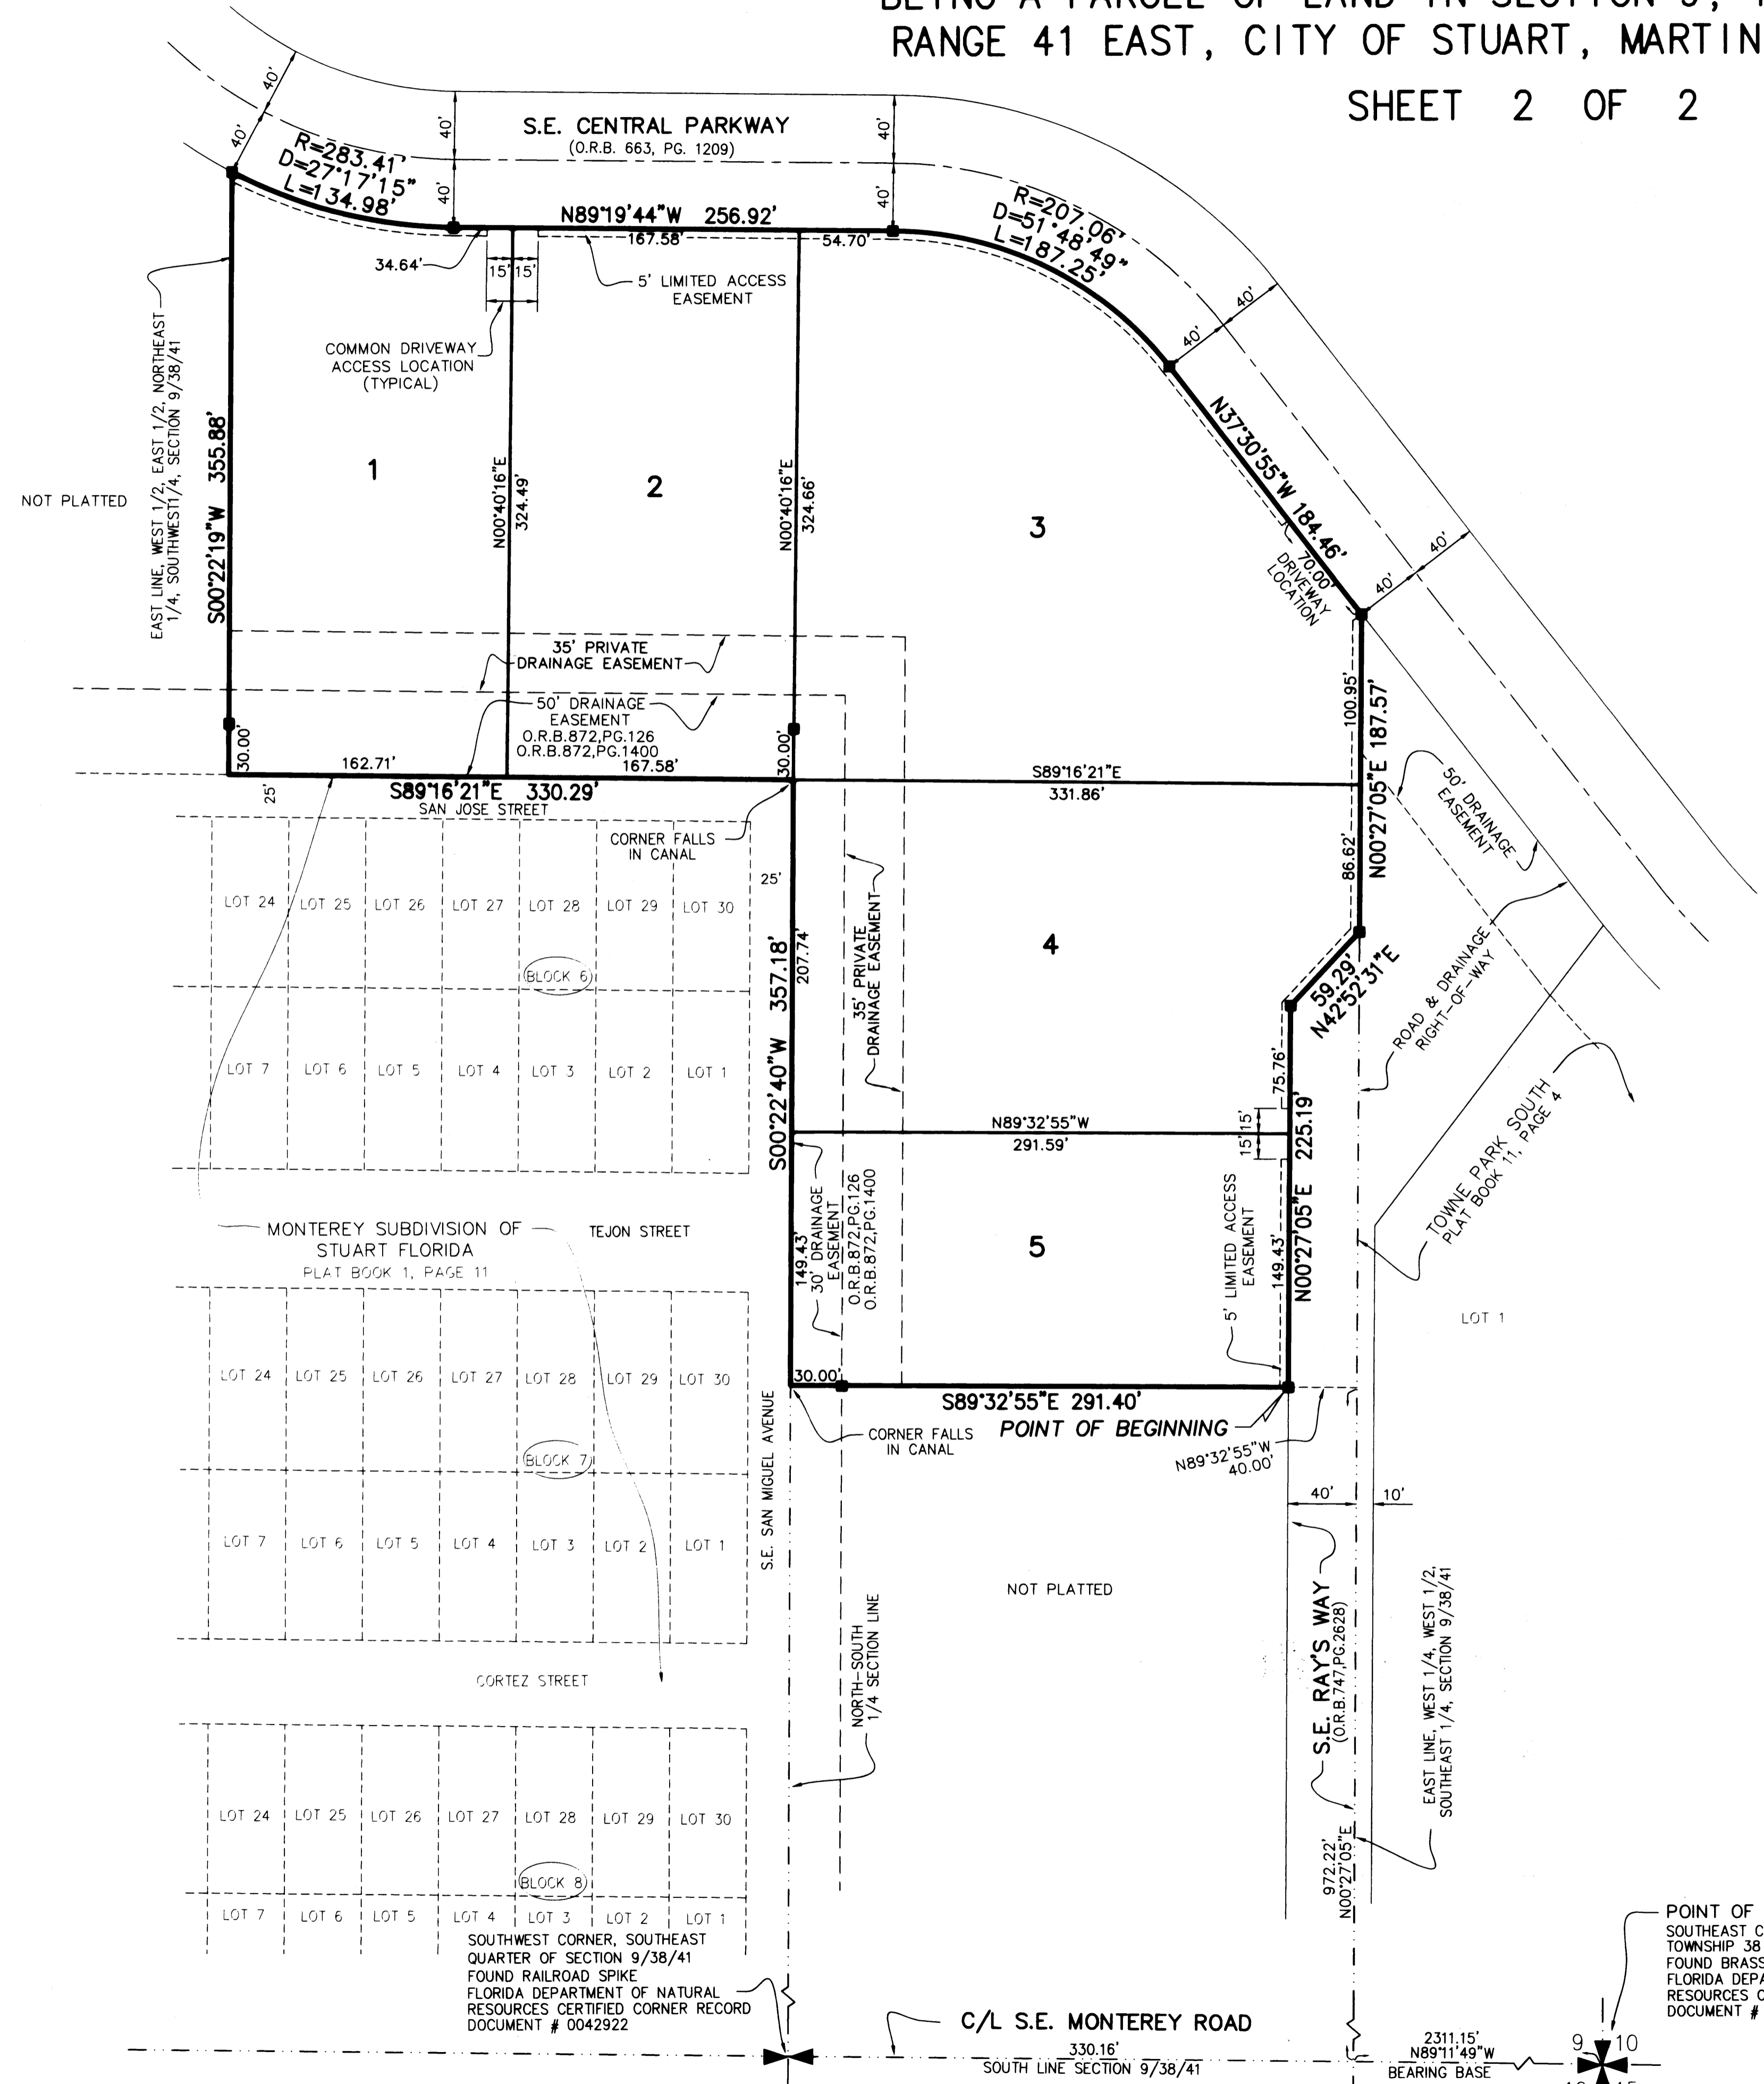 RANGE 41 EAST, CITY OF STUART, MARTIN
SHEET 2 OF 2
40'
40'
R=283.41'
D=27°17'15"
L=134.98'
40'
40'
S.E. CENTRAL PARKWAY
(O.R.B. 663, PG. 1209)
40'
40'
N89°19'44"W 256.92'
167.58'
54.70'
34.64'
15'
15'
5' LIMITED ACCESS
EASEMENT
R=207.06'
D=51°48'49"
L=187.25'
40'
40'
COMMON DRIVEWAY
ACCESS LOCATION
(TYPICAL)
EAST LINE, WEST 1/2, EAST 1/2, NORTHEAST
1/4, SOUTHWEST1/4, SECTION 9/38/41
NOT PLATTED
S00°22'19"W 355.88'
1
N00°40'16"E
324.49'
2
N00°40'16"E
324.66'
3
N37°30'55"W 184.46'
70.00'
DRIVEWAY
LOCATION
40'
40'
35' PRIVATE
DRAINAGE EASEMENT
50' DRAINAGE
EASEMENT
O.R.B.872,PG.126
O.R.B.872,PG.1400
30.00'
162.71'
167.58'
30.00'
S89°16'21"E 330.29'
SAN JOSE STREET
25'
CORNER FALLS
IN CANAL
S89°16'21"E
331.86'
100.95'
N00°27'05"E 187.57'
86.62'
50' DRAINAGE
EASEMENT
25'
LOT 24
LOT 25
LOT 26
LOT 27
LOT 28
LOT 29
LOT 30
BLOCK 6
LOT 7
LOT 6
LOT 5
LOT 4
LOT 3
LOT 2
LOT 1
S00°22'40"W 357.18'
207.74'
35' PRIVATE
DRAINAGE EASEMENT
4
59.29'
N42°52'31"E
ROAD & DRAINAGE
RIGHT-OF-WAY
75.76'
15'
15'
N89°32'55"W
291.59'
N00°27'05"E 225.19'
TOWNE PARK SOUTH
PLAT BOOK 11, PAGE 4
MONTEREY SUBDIVISION OF
STUART FLORIDA
PLAT BOOK 1, PAGE 11
TEJON STREET
149.43'
30' DRAINAGE
EASEMENT
O.R.B.872,PG.126
O.R.B.872,PG.1400
5
5' LIMITED ACCESS
EASEMENT
149.43'
LOT 1
LOT 24
LOT 25
LOT 26
LOT 27
LOT 28
LOT 29
LOT 30
BLOCK 7
LOT 7
LOT 6
LOT 5
LOT 4
LOT 3
LOT 2
LOT 1
S.E. SAN MIGUEL AVENUE
30.00'
S89°32'55"E 291.40'
POINT OF BEGINNING
CORNER FALLS
IN CANAL
N89°32'55"W
40.00'
40'
10'
NOT PLATTED
NORTH-SOUTH
1/4 SECTION LINE
S.E. RAY'S WAY
(O.R.B.747,PG.2628)
EAST LINE, WEST 1/4, WEST 1/2,
SOUTHEAST 1/4, SECTION 9/38/41
CORTEZ STREET
LOT 24
LOT 25
LOT 26
LOT 27
LOT 28
LOT 29
LOT 30
BLOCK 8
LOT 7
LOT 6
LOT 5
LOT 4
LOT 3
LOT 2
LOT 1
972.22'
N00°27'05"E
SOUTHWEST CORNER, SOUTHEAST
QUARTER OF SECTION 9/38/41
FOUND RAILROAD SPIKE
FLORIDA DEPARTMENT OF NATURAL
RESOURCES CERTIFIED CORNER RECORD
DOCUMENT # 0042922
POINT OF
SOUTHEAST C
TOWNSHIP 38
FOUND BRASS
FLORIDA DEPA
RESOURCES C
DOCUMENT #
C/L S.E. MONTEREY ROAD
330.16'
SOUTH LINE SECTION 9/38/41
2311.15'
N89°11'49"W
BEARING BASE
9
10